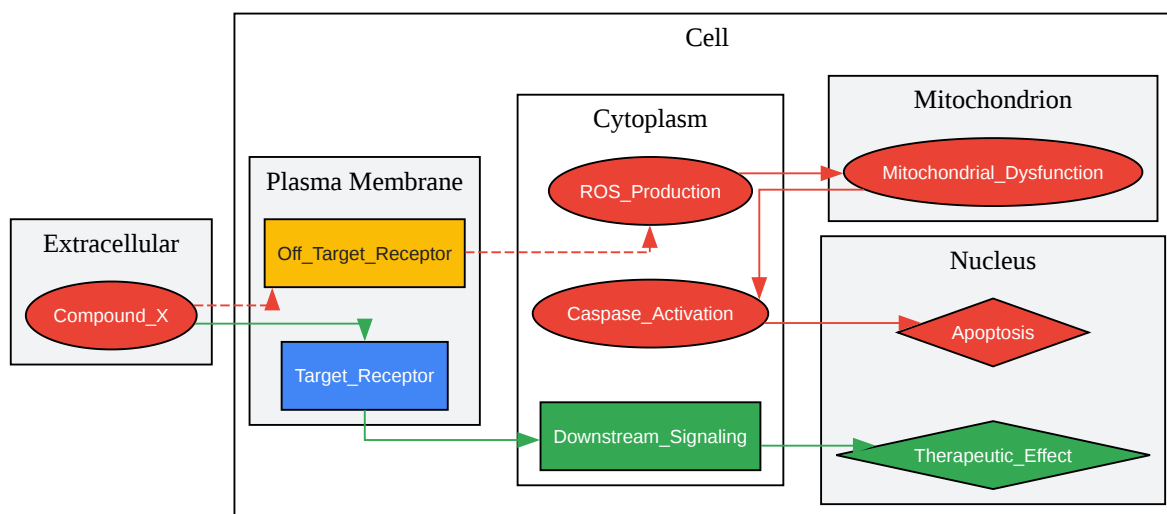 Cell
Mitochondrion
Cytoplasm
Mitochondrial_Dysfunction
Plasma Membrane
ROS_Production
Extracellular
Off_Target_Receptor
Nucleus
Compound_X
Caspase_Activation
Apoptosis
Target_Receptor
Downstream_Signaling
Therapeutic_Effect